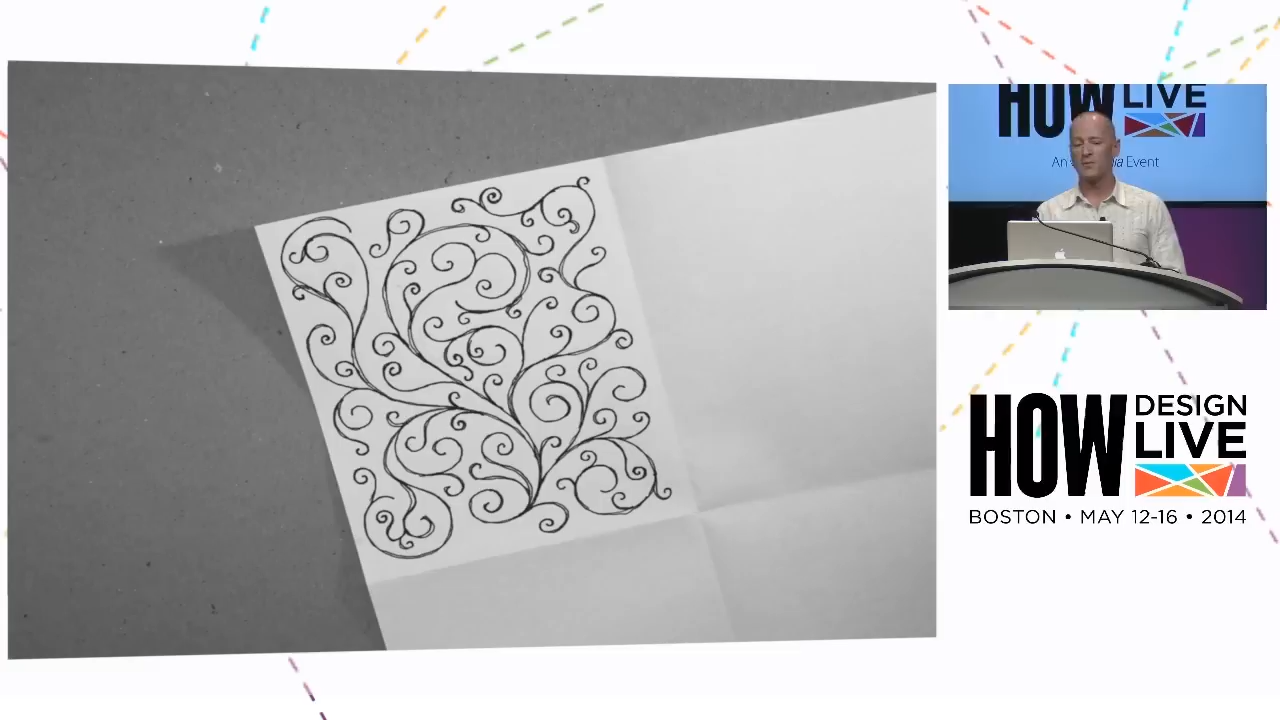 HOW LIVE
An Event
HOW DESIGN
LIVE
BOSTON • MAY 12-16 • 2014